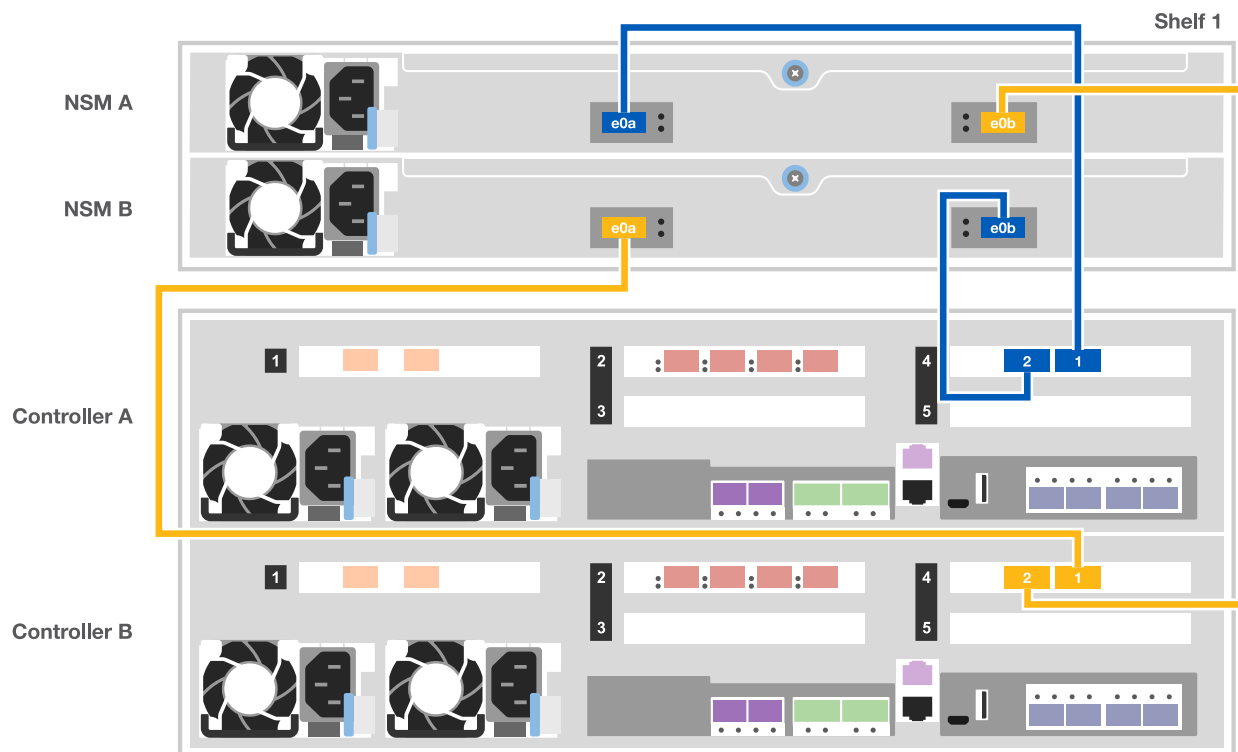 Shelf 1
NSM A
e0a
e0b
NSM B
e0a
e0b
1
2
4
2 1
Controller A
3
5
1
2
4
2 1
Controller B
3
5